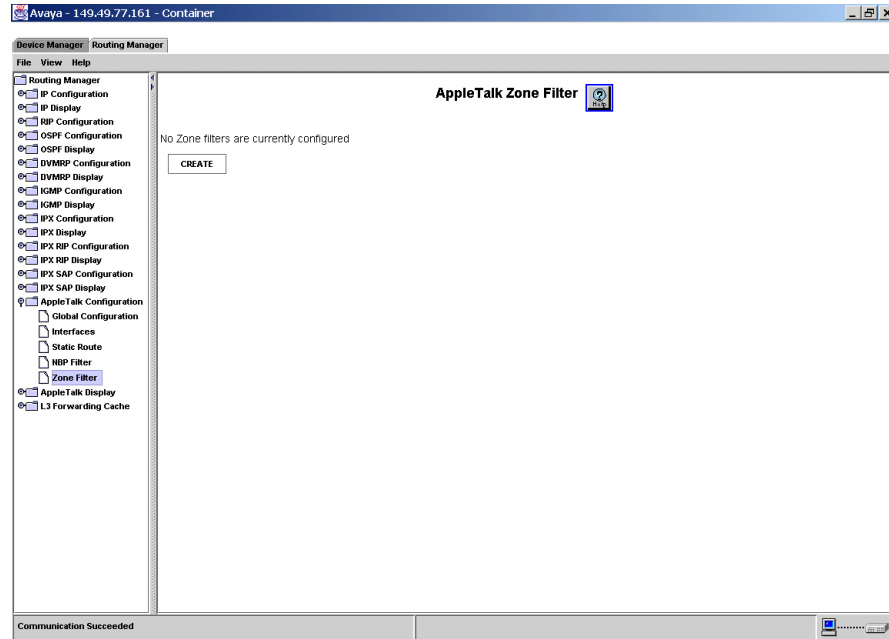 Avaya - 149.49.77.161 - Container
Device Manager Routing Manager
File View Help
Routing Manager
IP Configuration
IP Display
RIP Configuration
OSPF Configuration
OSPF Display
DVMRP Configuration
DVMRP Display
IGMP Configuration
IGMP Display
IPX Configuration
IPX Display
IPX RIP Configuration
IPX RIP Display
IPX SAP Configuration
IPX SAP Display
AppleTalk Configuration
Global Configuration
Interfaces
Static Route
NBP Filter
Zone Filter
AppleTalk Display
L3 Forwarding Cache
AppleTalk Zone Filter
Help
No Zone filters are currently configured
CREATE
Communication Succeeded